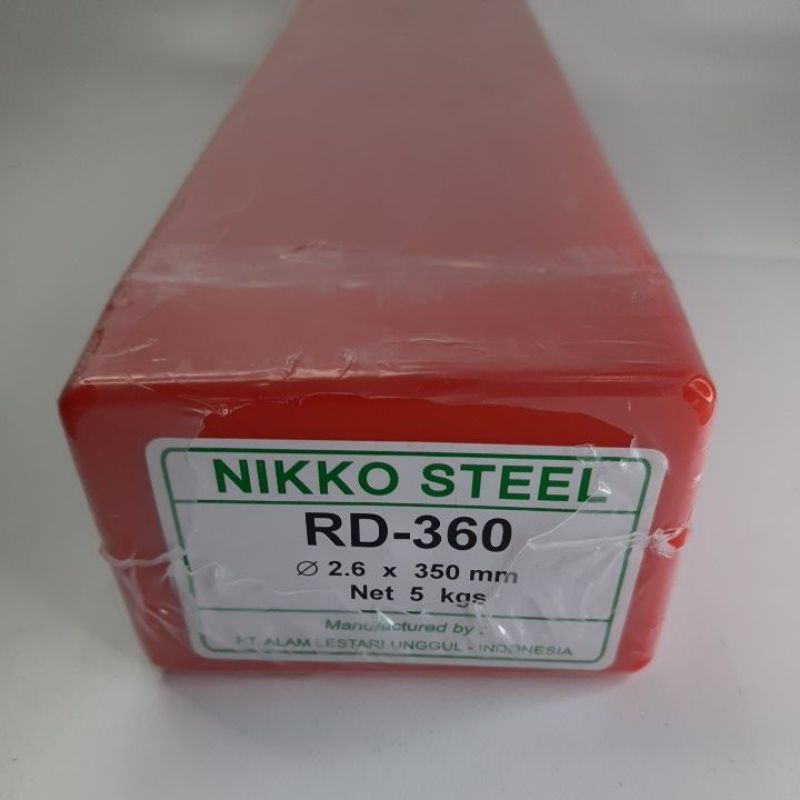 NIKKO STEEL
RD-360
∅ 2.6 x 350 mm
Net 5 kgs
Manufactured by :
PT. ALAM LESTARI UNGGUL - INDONESIA